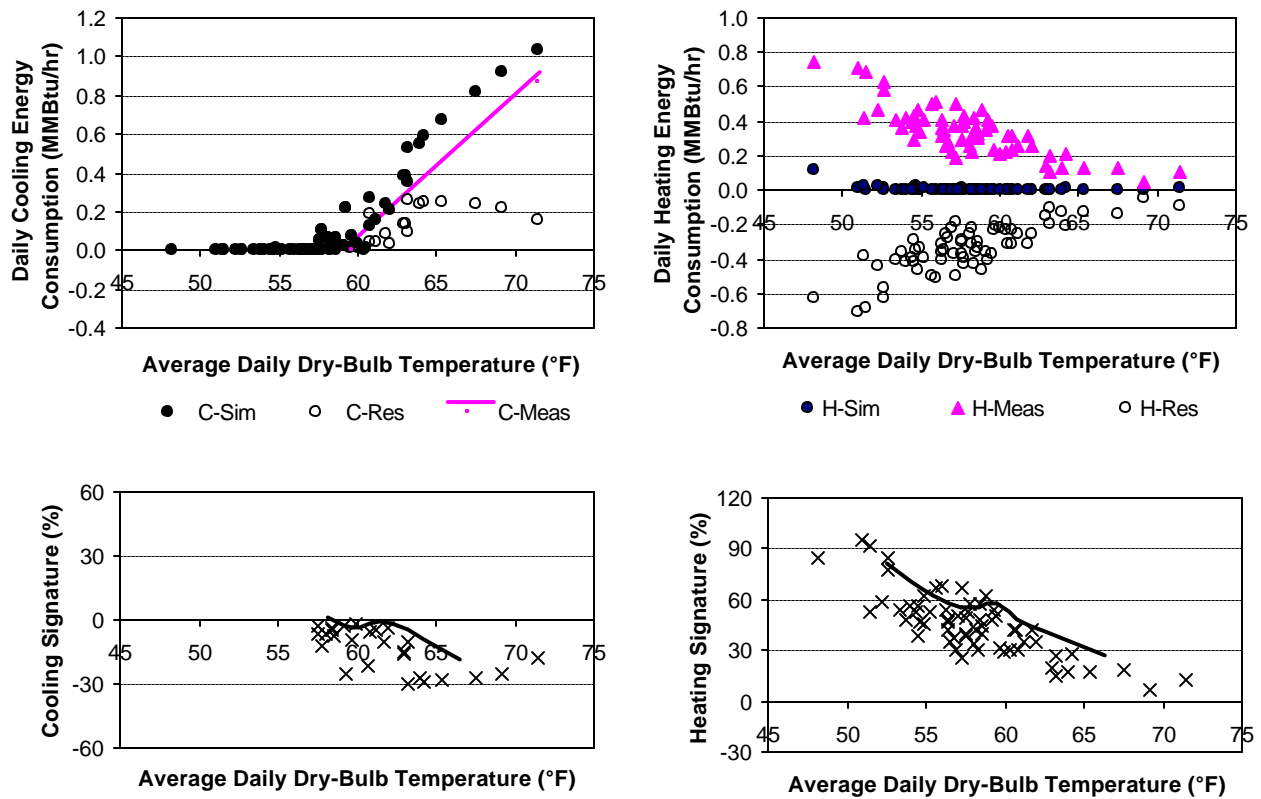 Daily Cooling Energy
Consumption (MMBtu/hr)
1.2
1.0
0.8
0.6
0.4
0.2
0.0
-0.2
-0.4
45 50 55 60 65 70 75
Average Daily Dry-Bulb Temperature (°F)
C-Sim C-Res C-Meas
Daily Heating Energy
Consumption (MMBtu/hr)
1.0
0.8
0.6
0.4
0.2
0.0
-0.2
-0.4
-0.6
-0.8
45 50 55 60 65 70 75
Average Daily Dry-Bulb Temperature (°F)
H-Sim H-Meas H-Res
Cooling Signature (%)
60
30
0
-30
-60
45 50 55 60 65 70 75
Average Daily Dry-Bulb Temperature (°F)
Heating Signature (%)
120
90
60
30
0
-30
45 50 55 60 65 70 75
Average Daily Dry-Bulb Temperature (°F)